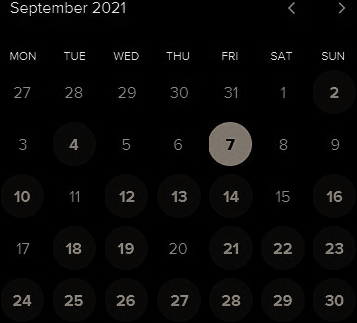 September 2021
MON TUE WED THU FRI SAT SUN
27 28 29 30 31 1 2
3 4 5 6 7 8 9
10 11 12 13 14 15 16
17 18 19 20 21 22 23
24 25 26 27 28 29 30